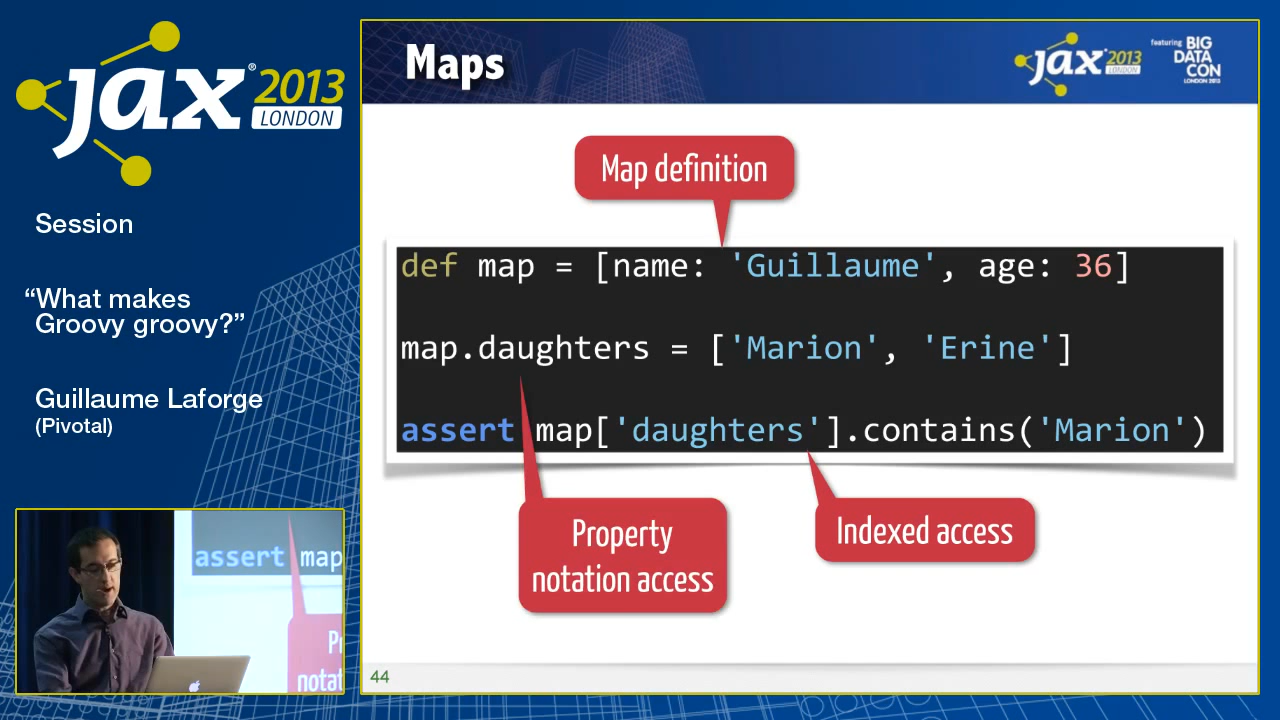 jax® 2013
LONDON
Session
“What makes
Groovy groovy?”
Guillaume Laforge
(Pivotal)
assert map
Pr
notat
Maps
jax® 2013
LONDON
featuring BIG
DATA
CON
LONDON 2013
Map definition
def map = [name: 'Guillaume', age: 36]
map.daughters = ['Marion', 'Erine']
assert map['daughters'].contains('Marion')
Property
notation access
Indexed access
44